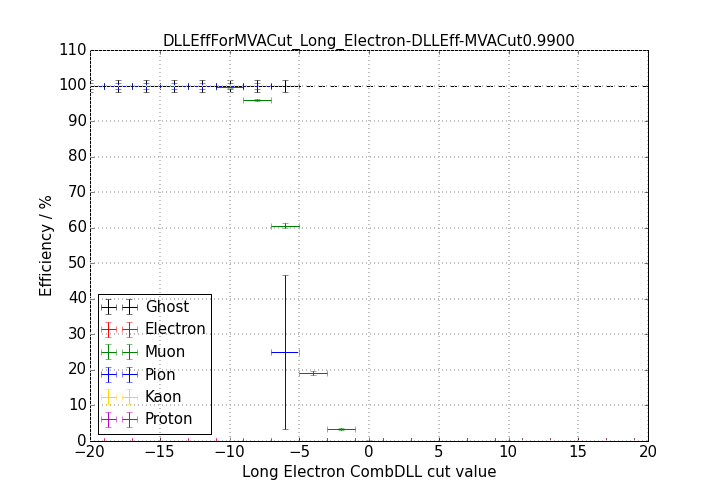 DLLEffForMVACut_Long_Electron-DLLEff-MVACut0.9900
110
100
90
80
70
60
50
40
30
20
10
0
Efficiency / %
Ghost
Electron
Muon
Pion
Kaon
Proton
−20 −15 −10 −5 0 5 10 15 20
Long Electron CombDLL cut value